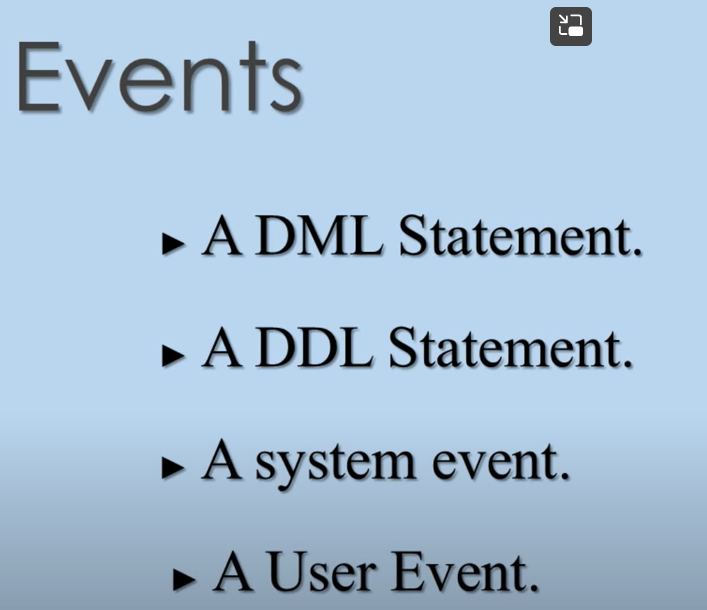 Events
► A DML Statement.
► A DDL Statement.
► A system event.
► A User Event.